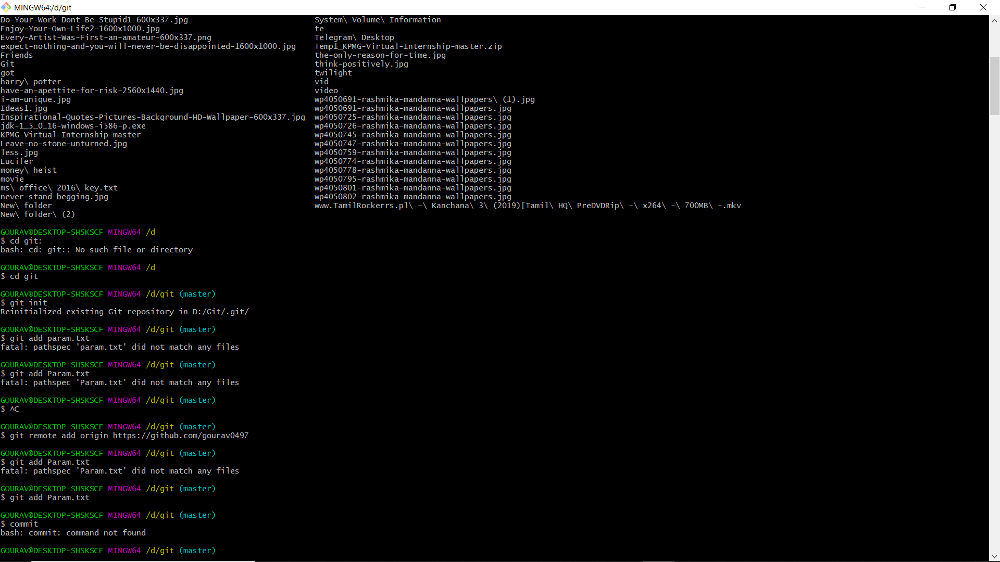 MINGW64:/d/git
Do-Your-Work-Dont-Be-Stupid1-600x337.jpg System\ Volume\ Information
Enjoy-Your-Own-Life2-1600x1000.jpg te
Every-Artist-Was-First-an-amateur-600x337.png Telegram\ Desktop
expect-nothing-and-you-will-never-be-disappointed-1600x1000.jpg Temp1_KPMG-Virtual-Internship-master.zip
Friends the-only-reason-for-time.jpg
Git think-positively.jpg
got twilight
harry\ potter vid
have-an-apettite-for-risk-2560x1440.jpg video
i-am-unique.jpg wp4050691-rashmika-mandanna-wallpapers\ (1).jpg
Ideas1.jpg wp4050691-rashmika-mandanna-wallpapers.jpg
Inspirational-Quotes-Pictures-Background-HD-Wallpaper-600x337.jpg wp4050725-rashmika-mandanna-wallpapers.jpg
jdk-1_5_0_16-windows-i586-p.exe wp4050726-rashmika-mandanna-wallpapers.jpg
KPMG-Virtual-Internship-master wp4050745-rashmika-mandanna-wallpapers.jpg
Leave-no-stone-unturned.jpg wp4050747-rashmika-mandanna-wallpapers.jpg
less.jpg wp4050759-rashmika-mandanna-wallpapers.jpg
Lucifer wp4050774-rashmika-mandanna-wallpapers.jpg
money\ heist wp4050778-rashmika-mandanna-wallpapers.jpg
movie wp4050795-rashmika-mandanna-wallpapers.jpg
ms\ office\ 2016\ key.txt wp4050801-rashmika-mandanna-wallpapers.jpg
never-stand-begging.jpg wp4050802-rashmika-mandanna-wallpapers.jpg
New\ folder www.TamilRockerrs.pl\ -\ Kanchana\ 3\ (2019)[Tamil\ HQ\ PreDVDRip\ -\ x264\ -\ 700MB\ -.mkv
New\ folder\ (2)
GOURAV@DESKTOP-SHSKSCF MINGW64 /d
$ cd git:
bash: cd: git:: No such file or directory
GOURAV@DESKTOP-SHSKSCF MINGW64 /d
$ cd git
GOURAV@DESKTOP-SHSKSCF MINGW64 /d/git (master)
$ git init
Reinitialized existing Git repository in D:/Git/.git/
GOURAV@DESKTOP-SHSKSCF MINGW64 /d/git (master)
$ git add param.txt
fatal: pathspec 'param.txt' did not match any files
GOURAV@DESKTOP-SHSKSCF MINGW64 /d/git (master)
$ git add Param.txt
fatal: pathspec 'Param.txt' did not match any files
GOURAV@DESKTOP-SHSKSCF MINGW64 /d/git (master)
$ ^C
GOURAV@DESKTOP-SHSKSCF MINGW64 /d/git (master)
$ git remote add origin https://github.com/gourav0497
GOURAV@DESKTOP-SHSKSCF MINGW64 /d/git (master)
$ git add Param.txt
fatal: pathspec 'Param.txt' did not match any files
GOURAV@DESKTOP-SHSKSCF MINGW64 /d/git (master)
$ git add Param.txt
GOURAV@DESKTOP-SHSKSCF MINGW64 /d/git (master)
$ commit
bash: commit: command not found
GOURAV@DESKTOP-SHSKSCF MINGW64 /d/git (master)